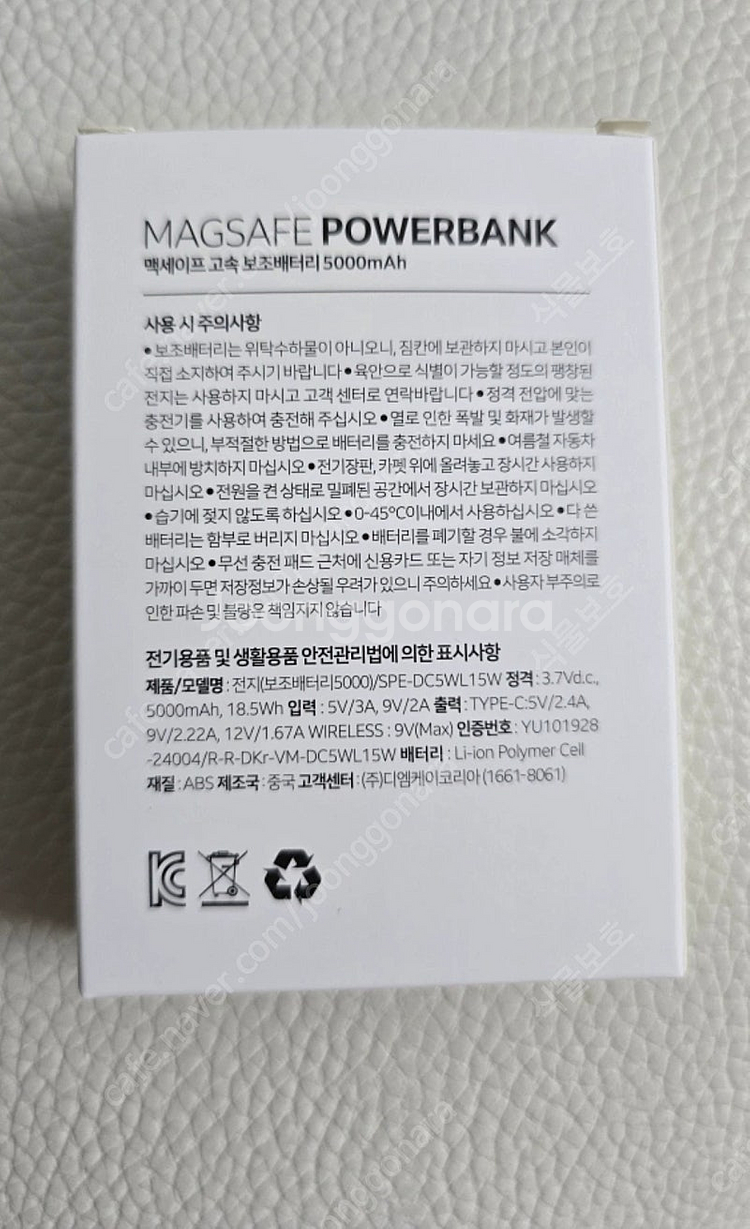 MAGSAFE POWERBANK
맥세이프 고속 보조배터리 5000mAh
사용 시 주의사항
• 보조배터리는 위탁수하물이 아니오니, 짐칸에 보관하지 마시고 본인이
직접 소지하여 주시기 바랍니다 • 육안으로 식별이 가능할 정도의 팽창된
전지는 사용하지 마시고 고객 센터로 연락바랍니다 • 정격 전압에 맞는
충전기를 사용하여 충전해 주십시오 • 열로 인한 폭발 및 화재가 발생할
수 있으니, 부적절한 방법으로 배터리를 충전하지 마세요 • 여름철 자동차
내부에 방치하지 마십시오 • 전기장판, 카펫 위에 올려놓고 장시간 사용하지
마십시오 • 전원을 켠 상태로 밀폐된 공간에서 장시간 보관하지 마십시오
• 습기에 젖지 않도록 하십시오 • 0-45℃이내에서 사용하십시오 • 다 쓴
배터리는 함부로 버리지 마십시오 • 배터리를 폐기할 경우 불에 소각하지
마십시오 • 무선 충전 패드 근처에 신용카드 또는 자기 정보 저장 매체를
가까이 두면 저장정보가 손상될 우려가 있으니 주의하세요 • 사용자 부주의로
인한 파손 및 불량은 책임지지 않습니다
joonggonara
전기용품 및 생활용품 안전관리법에 의한 표시사항
제품/모델명 : 전지(보조배터리5000)/SPE-DC5WL15W 정격 : 3.7Vd.c.,
5000mAh, 18.5Wh 입력 : 5V/3A, 9V/2A 출력 : TYPE-C:5V/2.4A,
9V/2.22A, 12V/1.67A WIRELESS : 9V(Max) 인증번호 : YU101928
-24004/R-R-DKr-VM-DC5WL15W 배터리 : Li-ion Polymer Cell
재질 : ABS 제조국 : 중국 고객센터 : (주)디엠케이코리아 (1661-8061)
cafe.naver.com/joonggonara
식물보호